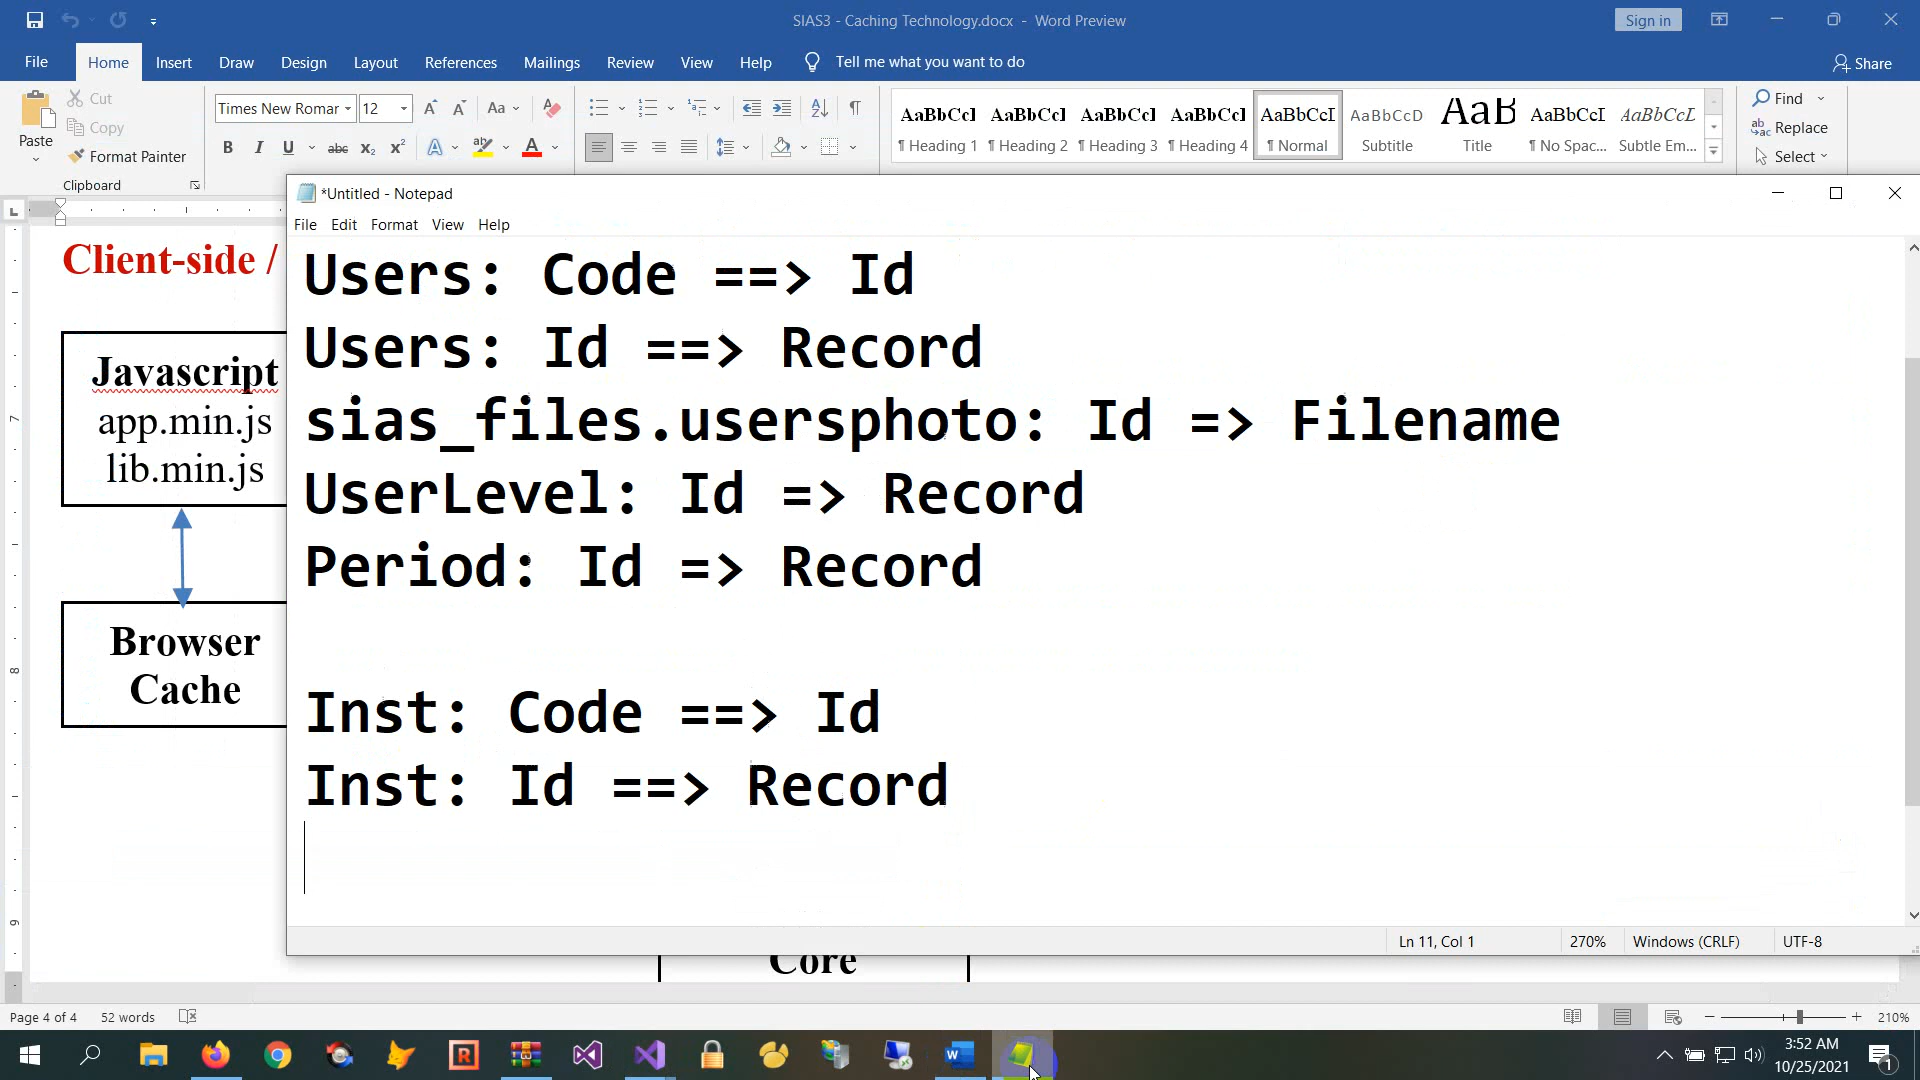 SIAS3 - Caching Technology.docx - Word Preview
Sign in
File Home Insert Draw Design Layout References Mailings Review View Help Tell me what you want to do
Share
Paste
Cut
Copy
Format Painter
Clipboard
Times New Roman 12
AaBbCcI ¶ Heading 1
AaBbCcI ¶ Heading 2
AaBbCcI ¶ Heading 3
AaBbCcI ¶ Heading 4
AaBbCcI ¶ Normal
AaBbCcD Subtitle
AaB Title
AaBbCcI ¶ No Spac...
AaBbCcL Subtle Em...
Find
Replace
Select
*Untitled - Notepad
File Edit Format View Help
Users: Code ==> Id
Users: Id ==> Record
sias_files.usersphoto: Id => Filename
UserLevel: Id => Record
Period: Id => Record
Inst: Code ==> Id
Inst: Id ==> Record
Ln 11, Col 1 270% Windows (CRLF) UTF-8
Client-side /
Javascript
app.min.js
lib.min.js
Browser
Cache
Core
7
8
9
Page 4 of 4 52 words
210%
3:52 AM
10/25/2021
1